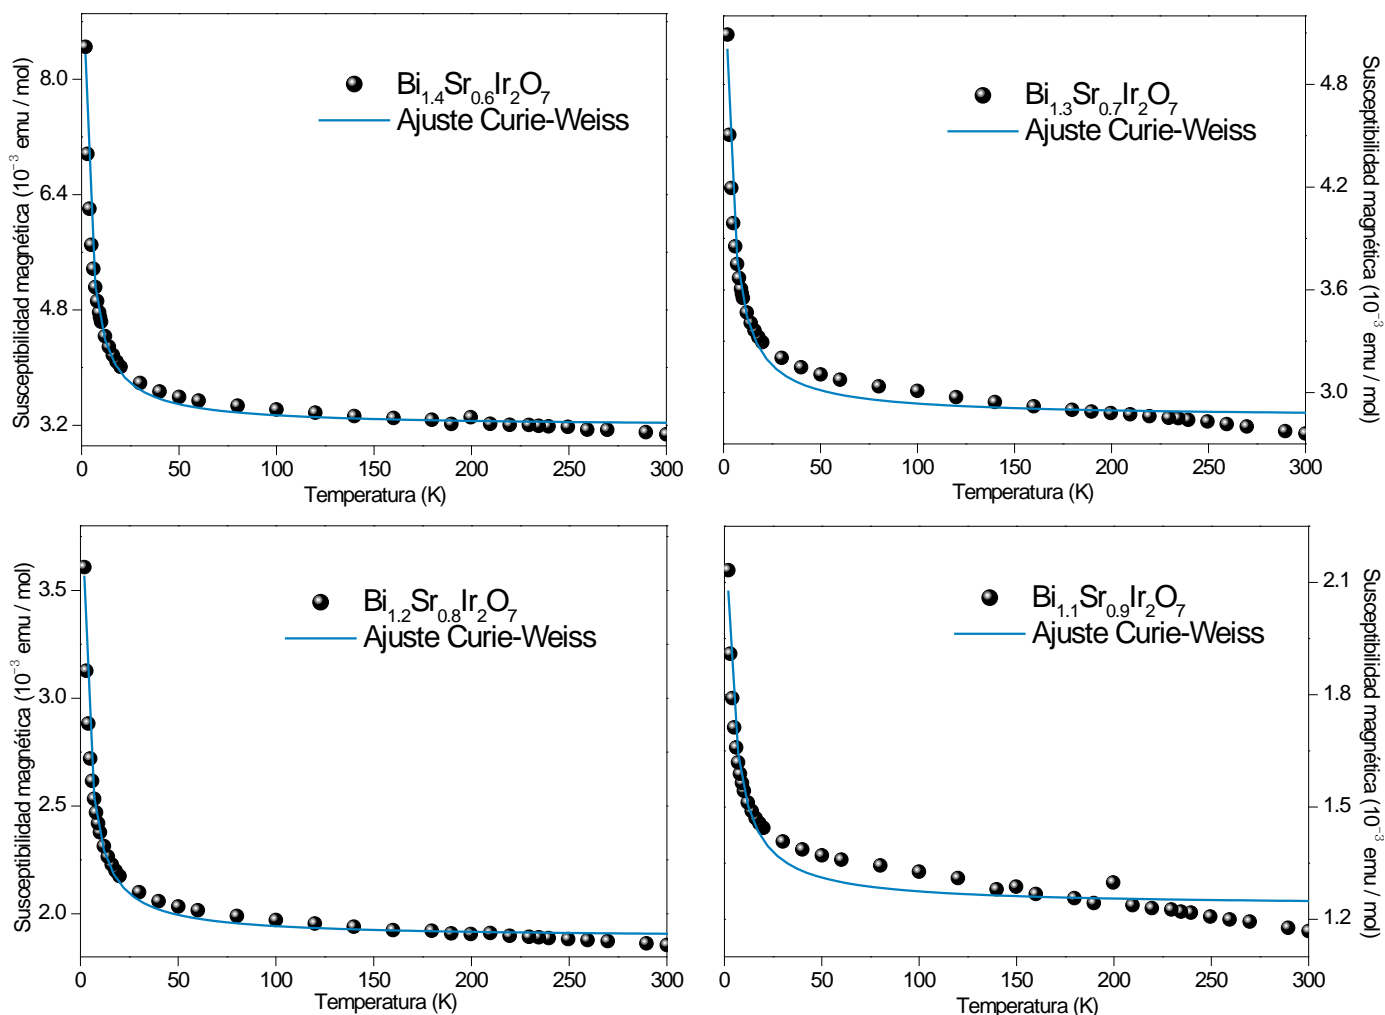 8.0
6.4
4.8
3.2
Susceptibilidad magnética (10⁻³ emu / mol)
Bi₁.₄Sr₀.₆Ir₂O₇
Ajuste Curie-Weiss
0 50 100 150 200 250 300
Temperatura (K)
4.8
4.2
3.6
3.0
Susceptibilidad magnética (10⁻³ emu / mol)
Bi₁.₃Sr₀.₇Ir₂O₇
Ajuste Curie-Weiss
0 50 100 150 200 250 300
Temperatura (K)
3.5
3.0
2.5
2.0
Susceptibilidad magnética (10⁻³ emu / mol)
Bi₁.₂Sr₀.₈Ir₂O₇
Ajuste Curie-Weiss
0 50 100 150 200 250 300
Temperatura (K)
2.1
1.8
1.5
1.2
Susceptibilidad magnética (10⁻³ emu / mol)
Bi₁.₁Sr₀.₉Ir₂O₇
Ajuste Curie-Weiss
0 50 100 150 200 250 300
Temperatura (K)